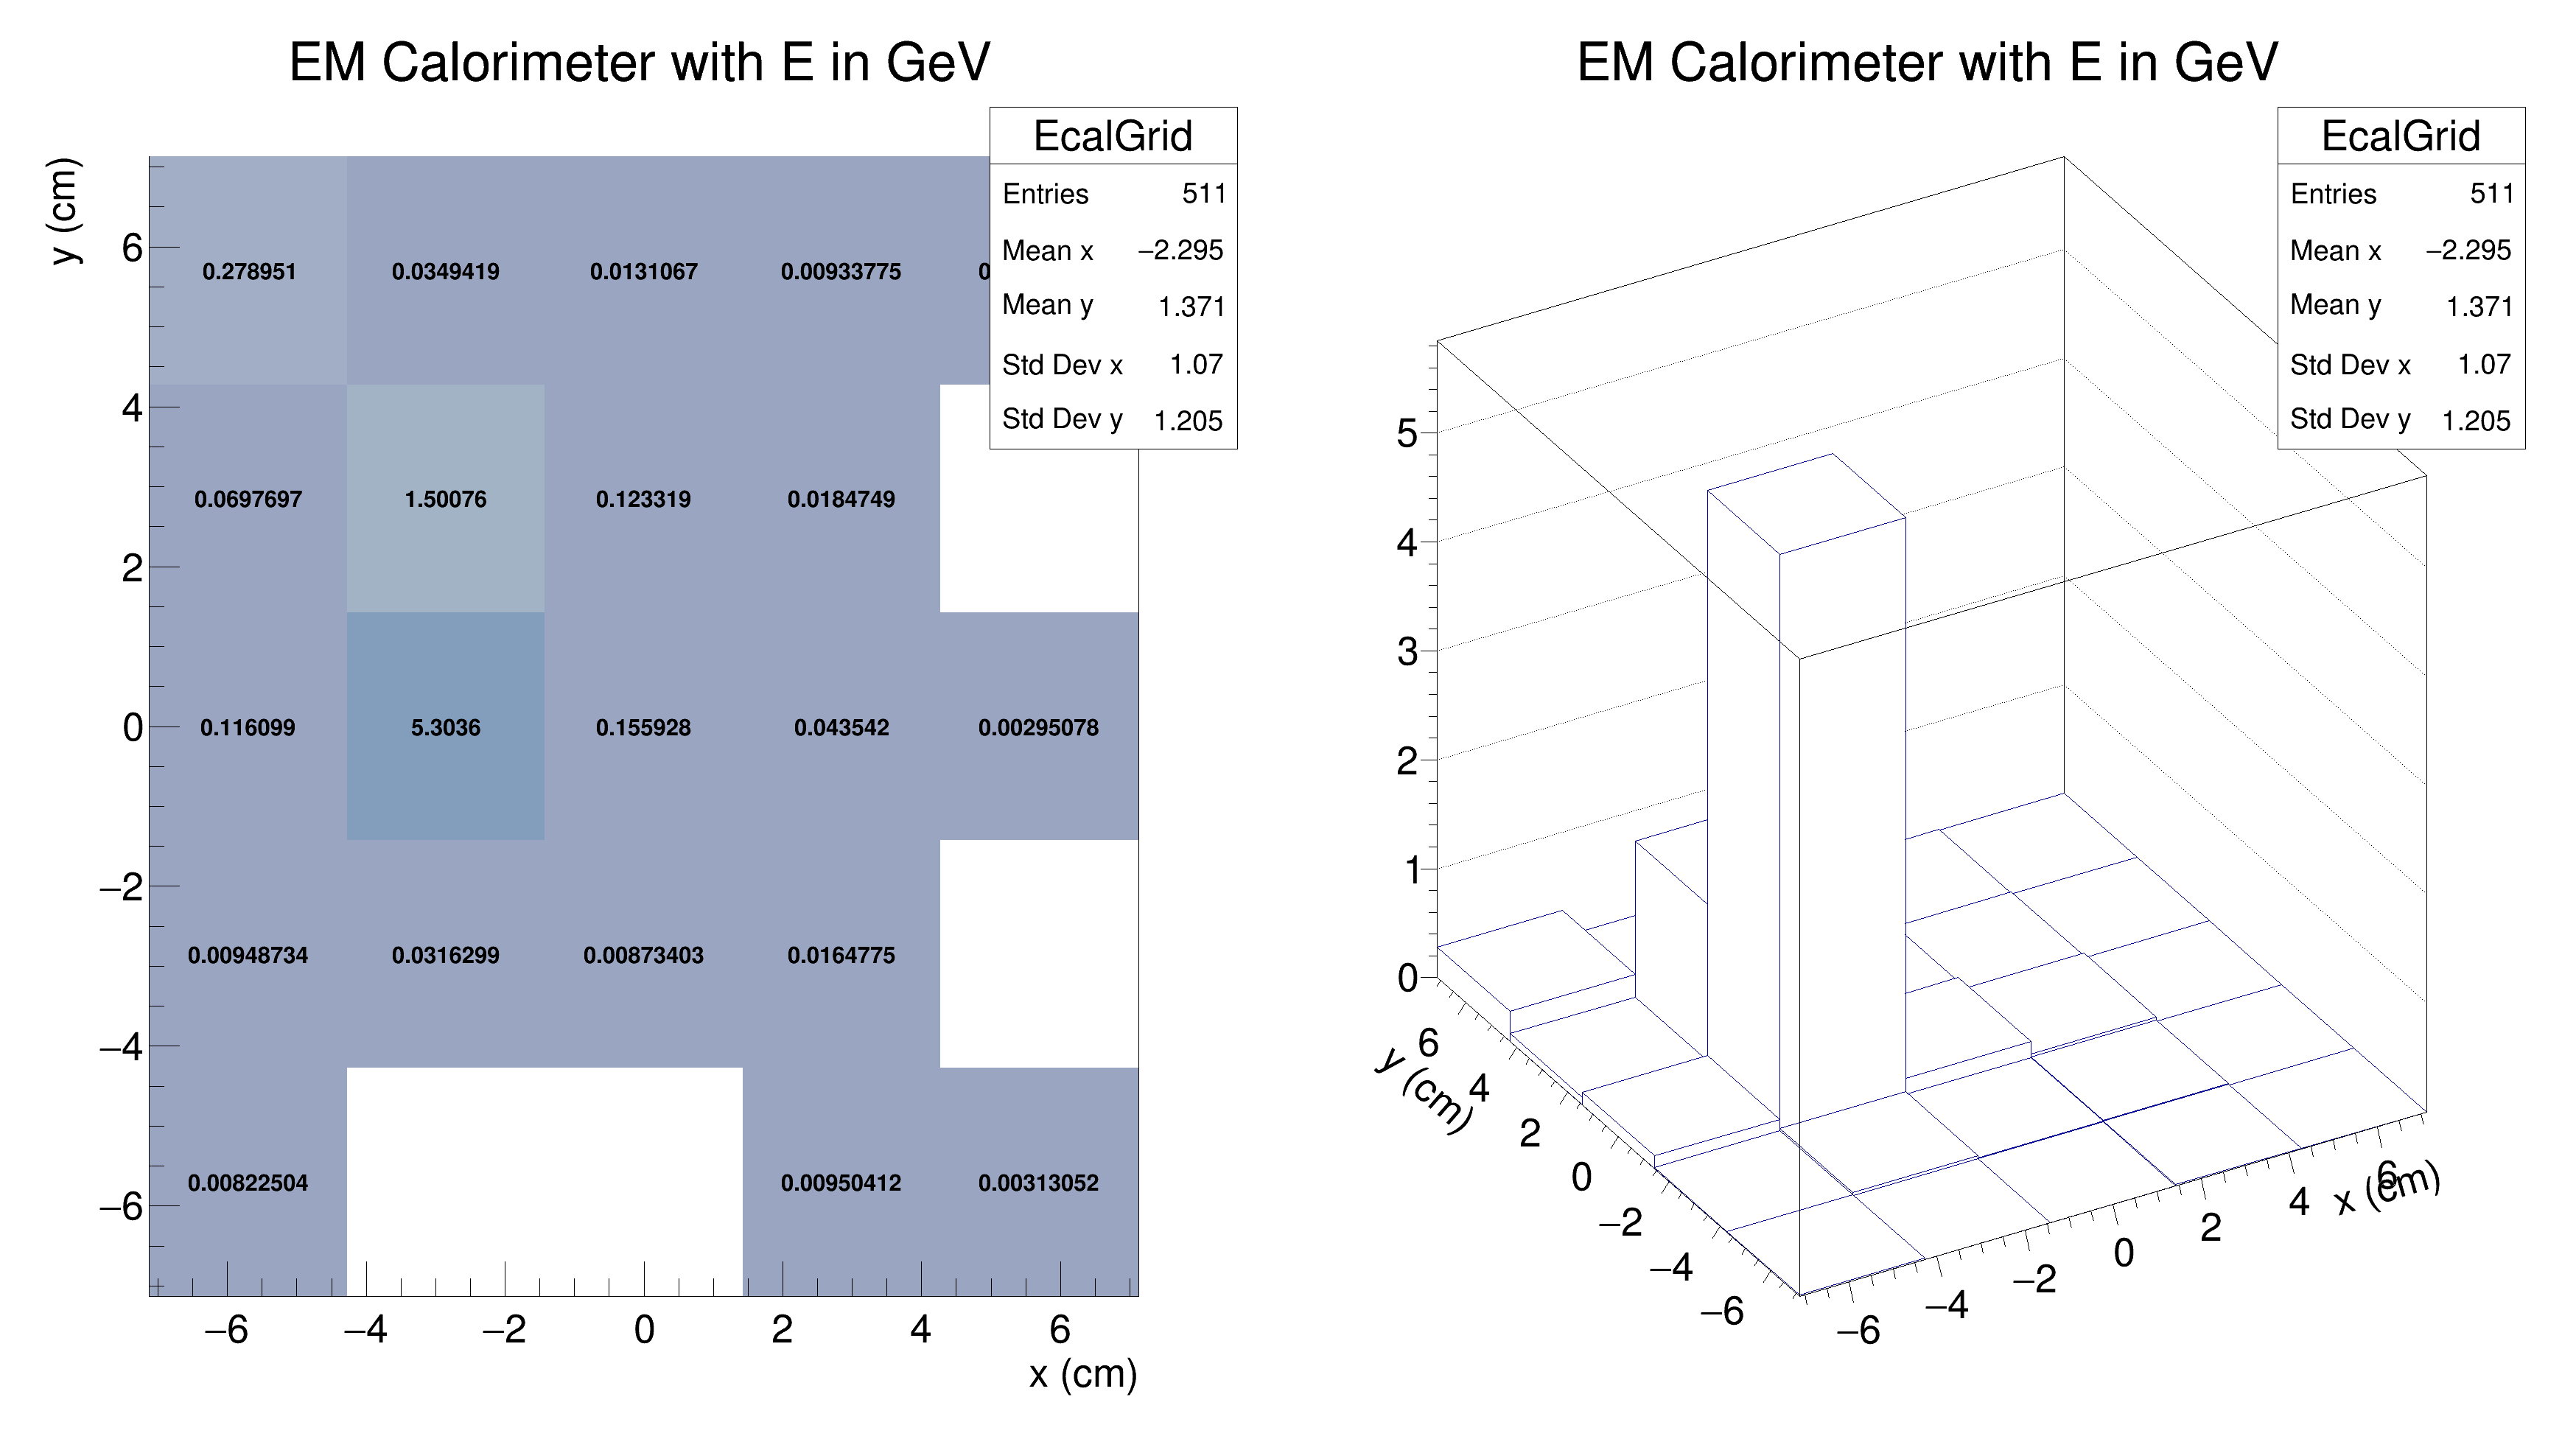 EM Calorimeter with E in GeV
EcalGrid
Entries 511
Mean x −2.295
Mean y 1.371
Std Dev x 1.07
Std Dev y 1.205
y (cm)
6
4
2
0
−2
−4
−6
0.278951 0.0349419 0.0131067 0.00933775
0.0697697 1.50076 0.123319 0.0184749
0.116099 5.3036 0.155928 0.043542 0.00295078
0.00948734 0.0316299 0.00873403 0.0164775
0.00822504 0.00950412 0.00313052
−6 −4 −2 0 2 4 6
x (cm)
EM Calorimeter with E in GeV
EcalGrid
Entries 511
Mean x −2.295
Mean y 1.371
Std Dev x 1.07
Std Dev y 1.205
5
4
3
2
1
0
6
4
2
0
−2
−4
−6
y (cm)
−6
−4
−2
0
2
4
6
x (cm)